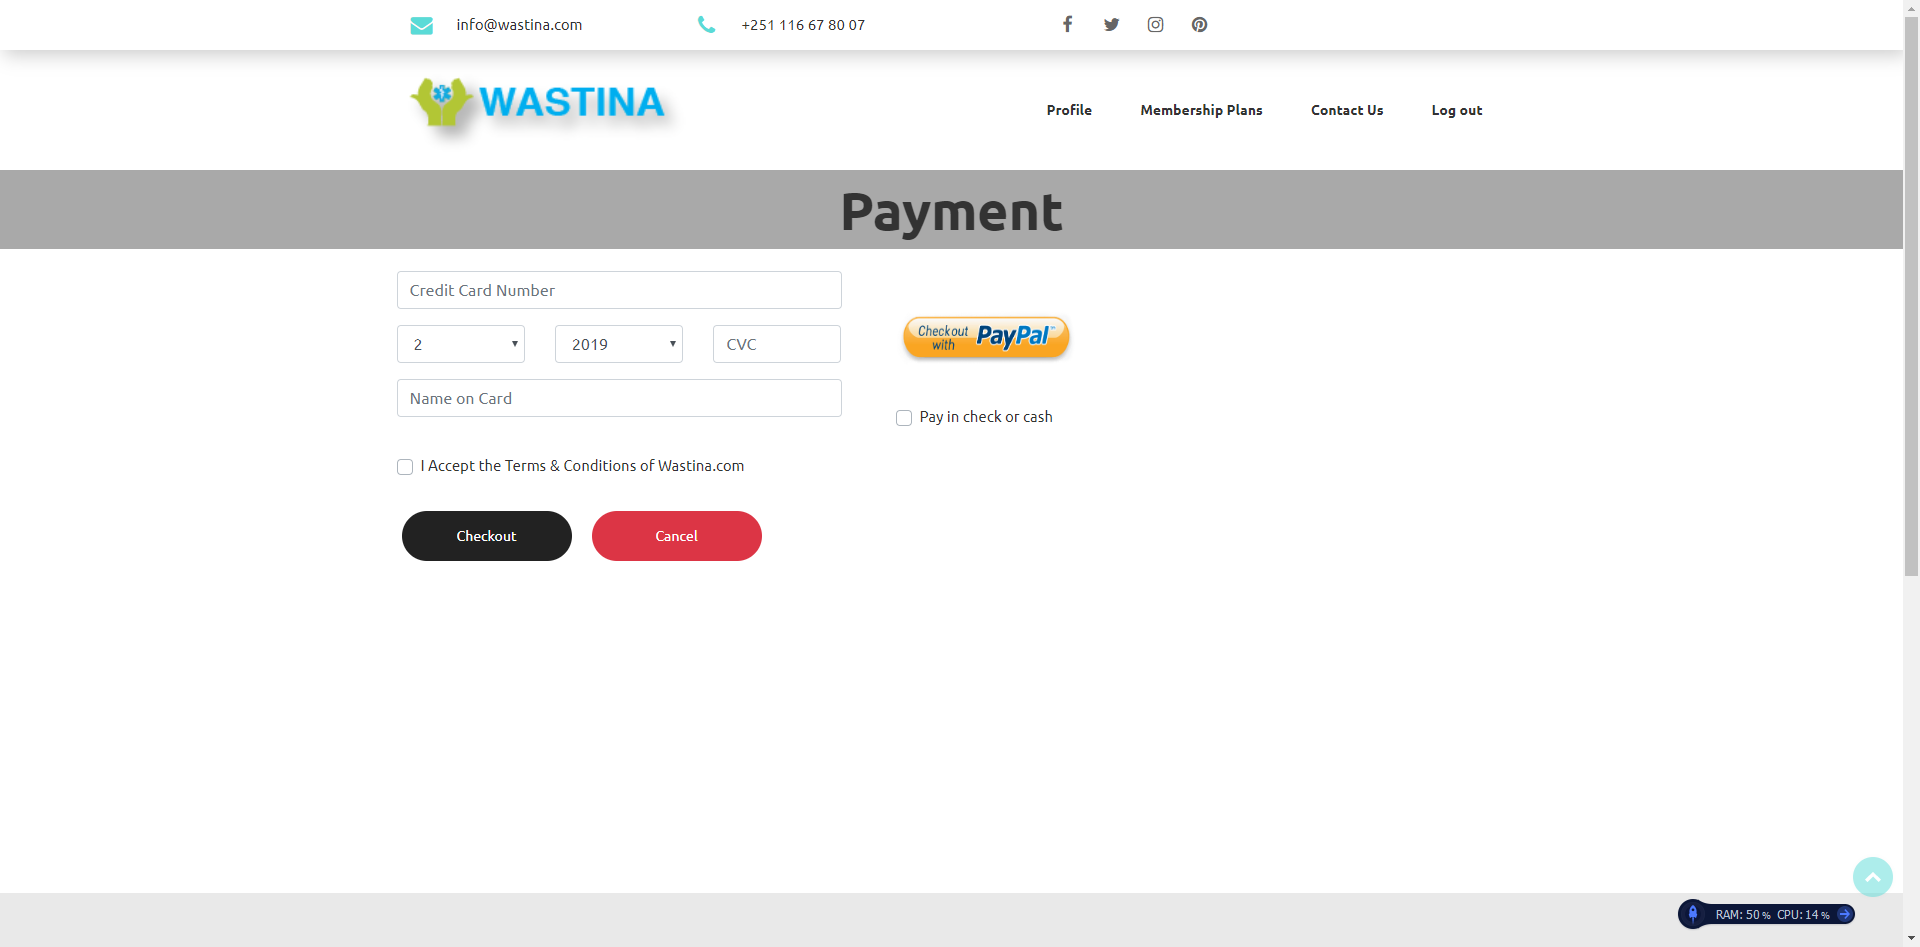 info@wastina.com
+251 116 67 80 07
WASTINA
Profile
Membership Plans
Contact Us
Log out
Payment
Credit Card Number
2
2019
CVC
Name on Card
Checkout with PayPal™
Pay in check or cash
I Accept the Terms & Conditions of Wastina.com
Checkout
Cancel
RAM: 50 % CPU: 14 %